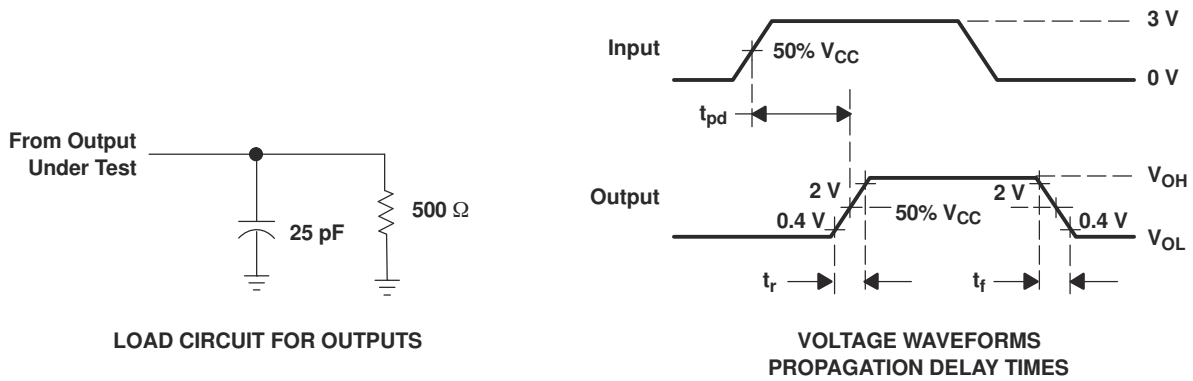 From Output
Under Test
25 pF
500 Ω
LOAD CIRCUIT FOR OUTPUTS
Input
50% VCC
3 V
0 V
tpd
Output
2 V
0.4 V
50% VCC
2 V
0.4 V
VOH
VOL
tr
tf
VOLTAGE WAVEFORMS
PROPAGATION DELAY TIMES